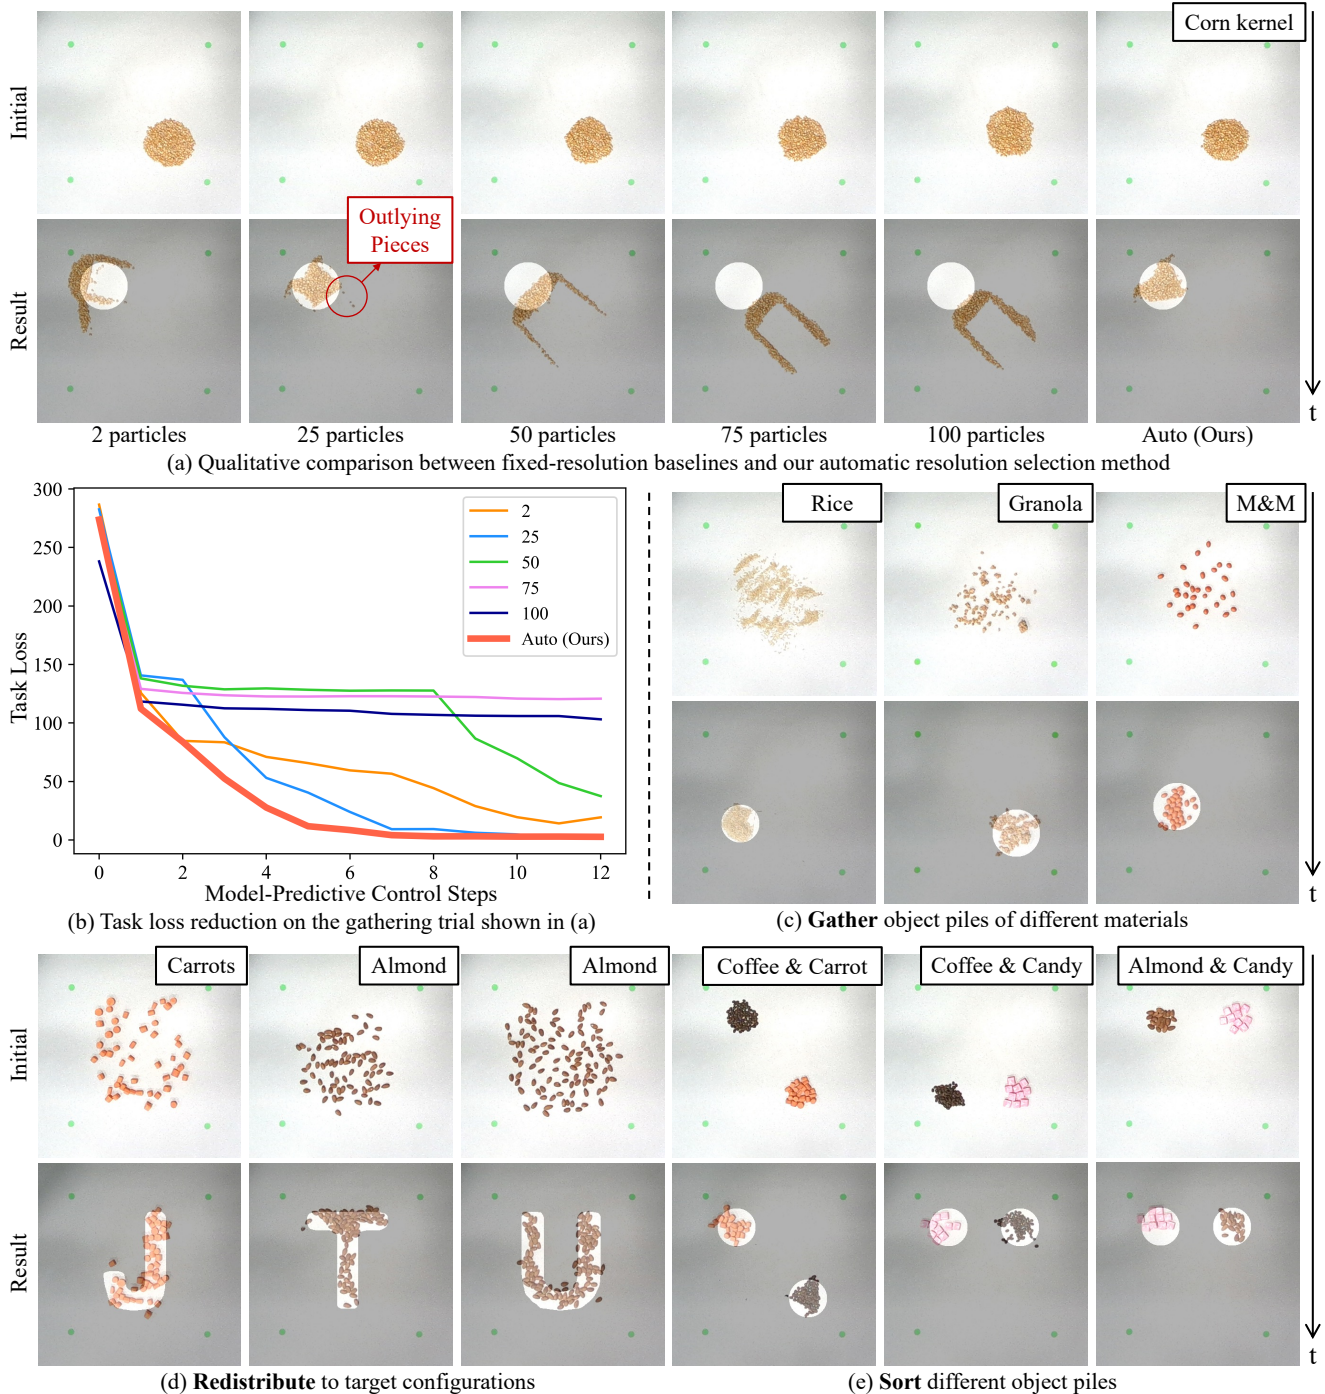 Corn kernel
Initial
Outlying
Pieces
Result
t
2 particles
25 particles
50 particles
75 particles
100 particles
Auto (Ours)
(a) Qualitative comparison between fixed-resolution baselines and our automatic resolution selection method
300
250
200
150
100
50
0
Task Loss
2
25
50
75
100
Auto (Ours)
0
2
4
6
8
10
12
Model-Predictive Control Steps
(b) Task loss reduction on the gathering trial shown in (a)
Rice
Granola
M&M
t
(c) Gather object piles of different materials
Carrots
Almond
Almond
Coffee & Carrot
Coffee & Candy
Almond & Candy
Initial
Result
t
(d) Redistribute to target configurations
(e) Sort different object piles